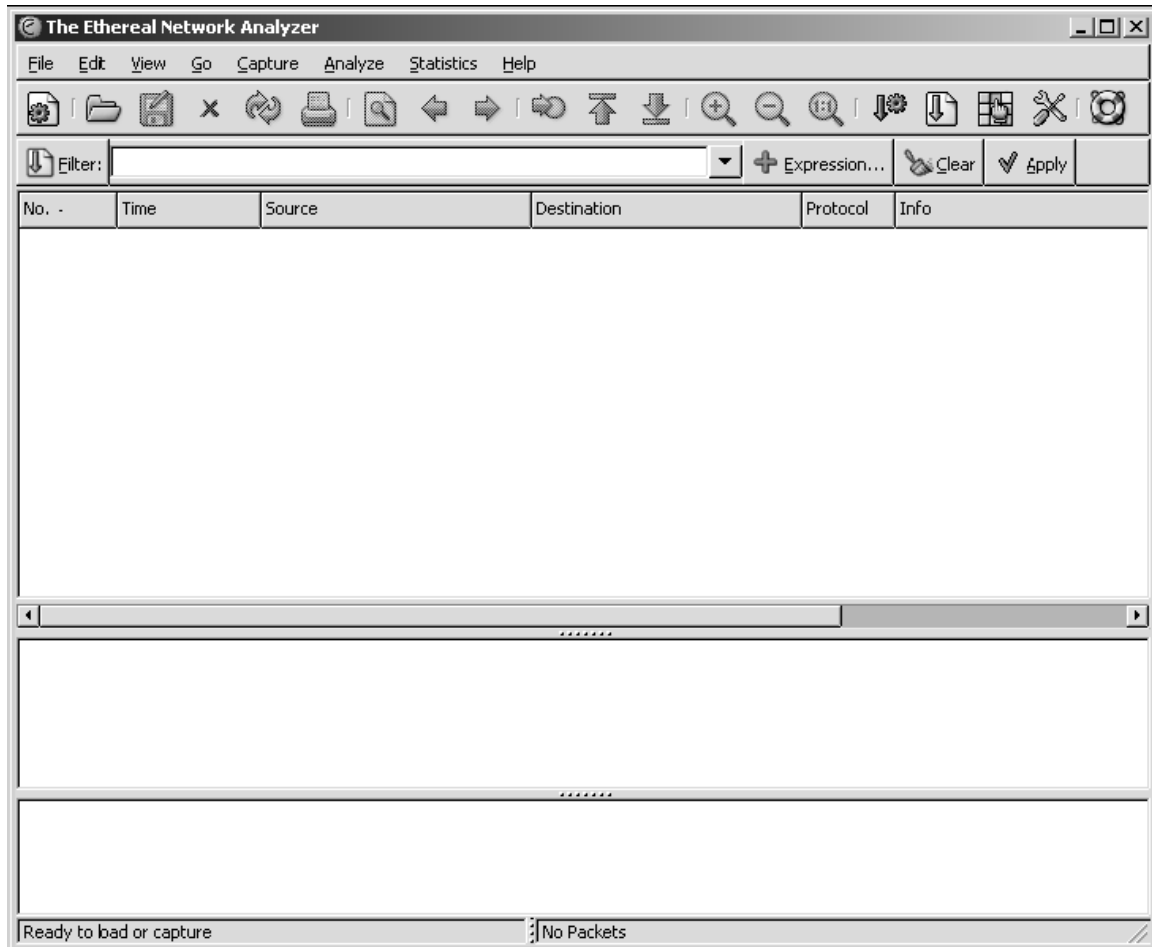 The Ethereal Network Analyzer
File Edit View Go Capture Analyze Statistics Help
Filter: Expression... Clear Apply
No. - Time Source Destination Protocol Info
Ready to load or capture No Packets